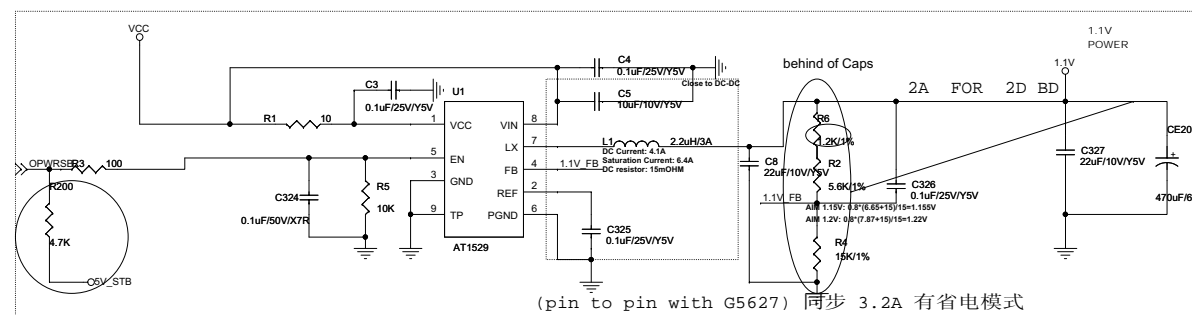 VCC
1.1V
POWER
C4
0.1uF/25V/Y5V
behind of Caps
1.1V
Close to DC-DC
C3
0.1uF/25V/Y5V
U1
C5
10uF/10V/Y5V
2A FOR 2D BD
R1 10
1 VCC VIN 8
R6
1.2K/1%
CE20
LX 7
L1 2.2uH/3A
DC Current: 4.1A
Saturation Current: 6.4A
DC resistor: 15mOHM
C327
22uF/10V/Y5V
OPWRSB R3 100
5 EN FB 4 1.1V_FB
C8
22uF/10V/Y5V
R2
5.6K/1%
C326
0.1uF/25V/Y5V
470uF/6
R200
4.7K
3 GND REF 2
C324
0.1uF/50V/X7R
R5
10K
1.1V_FB
AIM 1.15V: 0.8*(6.65+15)/15=1.155V
AIM 1.2V: 0.8*(7.87+15)/15=1.22V
9 TP PGND 6
C325
0.1uF/25V/Y5V
AT1529
R4
15K/1%
5V_STB
(pin to pin with G5627) 同步 3.2A 有省电模式